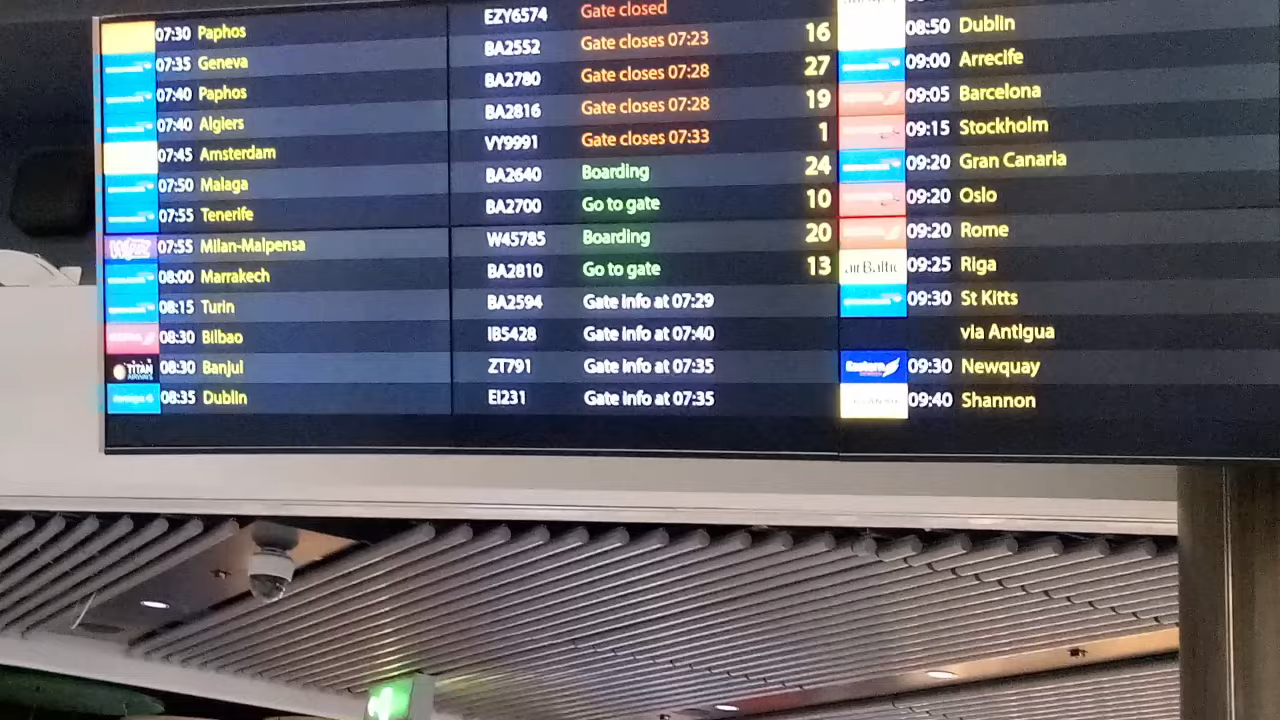 07:30 Paphos EZY6574 Gate closed
07:35 Geneva BA2552 Gate closes 07:23 16
07:40 Paphos BA2780 Gate closes 07:28 27
07:40 Algiers BA2816 Gate closes 07:28 19
07:45 Amsterdam VY9991 Gate closes 07:33 1
07:50 Malaga BA2640 Boarding 24
07:55 Tenerife BA2700 Go to gate 10
Wizz 07:55 Milan-Malpensa W45785 Boarding 20
08:00 Marrakech BA2810 Go to gate 13
08:15 Turin BA2594 Gate info at 07:29
08:30 Bilbao IB5428 Gate info at 07:40
TITAN AIRWAYS 08:30 Banjul ZT791 Gate info at 07:35
08:35 Dublin EI231 Gate info at 07:35
08:50 Dublin
09:00 Arrecife
09:05 Barcelona
09:15 Stockholm
09:20 Gran Canaria
09:20 Oslo
09:20 Rome
airBaltic 09:25 Riga
09:30 St Kitts
via Antigua
Eastern 09:30 Newquay
09:40 Shannon